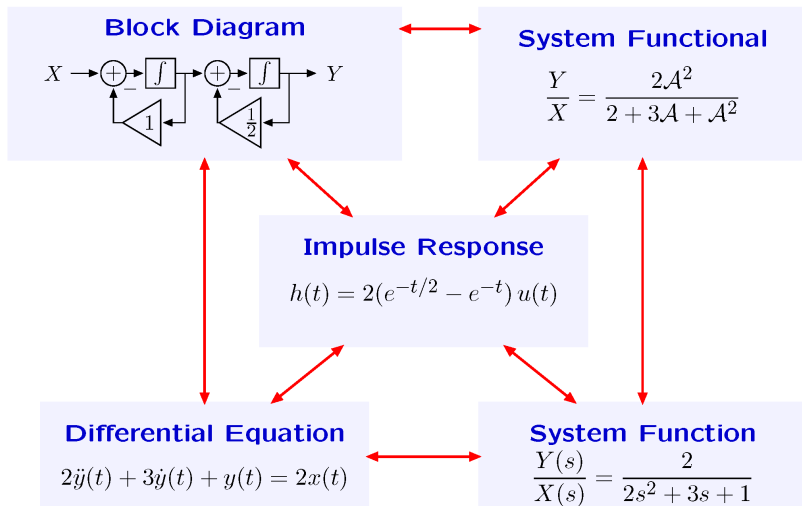 Block Diagram
X + − ∫ + − ∫ Y
1 1/2
System Functional
Y/X = 2𝒜²/(2 + 3𝒜 + 𝒜²)
Impulse Response
h(t) = 2(e^{−t/2} − e^{−t}) u(t)
Differential Equation
2ÿ(t) + 3ẏ(t) + y(t) = 2x(t)
System Function
Y(s)/X(s) = 2/(2s² + 3s + 1)